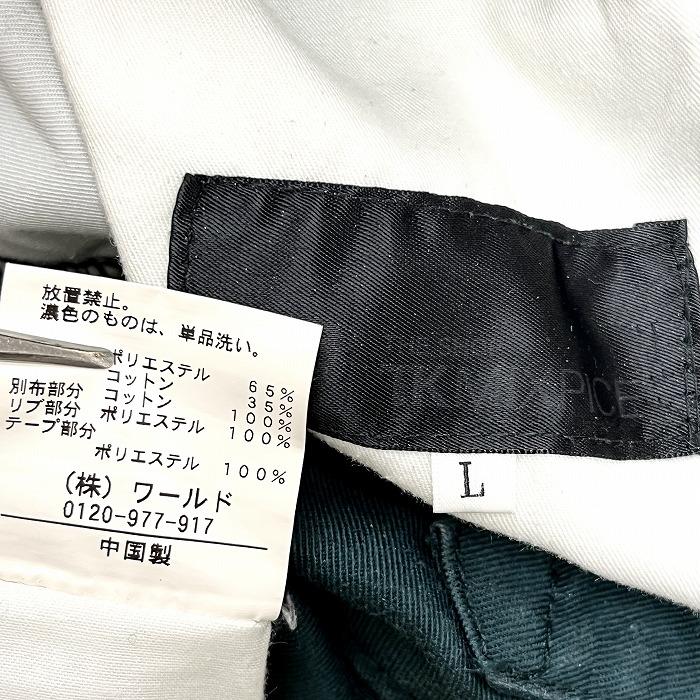 放置禁止。
濃色のものは、単品洗い。
ポリエステル 65%
コットン 35%
別布部分 コットン 100%
リブ部分 ポリエステル 100%
テープ部分
ポリエステル 100%
(株) ワールド
0120-977-917
中国製
SPICE
L